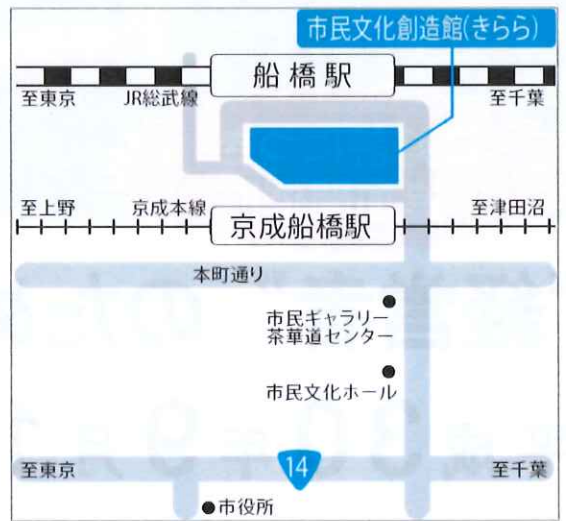 市民文化創造館(きらら)
船橋駅
至東京
JR総武線
至千葉
至上野
京成本線
京成船橋駅
至津田沼
本町通り
市民ギャラリー
茶華道センター
市民文化ホール
至東京
14
至千葉
市役所